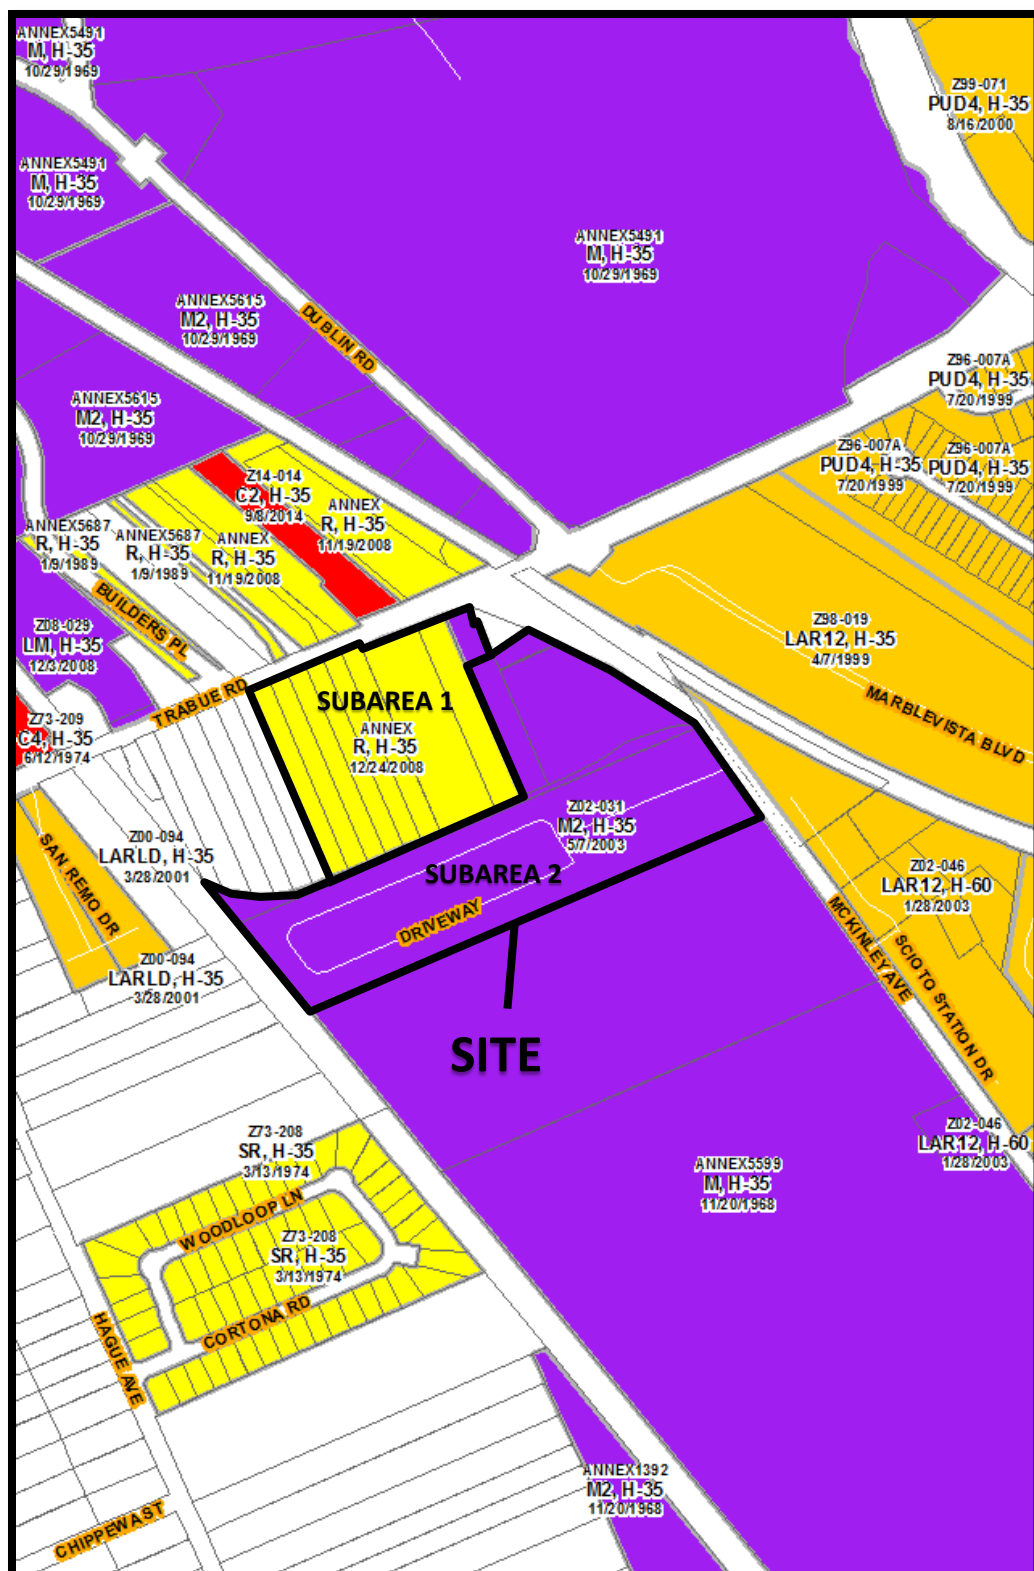 ANNEX5491
M, H-35
10/29/1969
Z99-071
PUD4, H-35
8/16/2000
ANNEX5491
M, H-35
10/29/1969
ANNEX5491
M, H-35
10/29/1969
ANNEX5615
M2, H-35
10/29/1969
DUBLIN RD
Z96-007A
PUD4, H-35
7/20/1999
ANNEX5615
M2, H-35
10/29/1969
Z96-007A
PUD4, H-35
7/20/1999
Z96-007A
PUD4, H-35
7/20/1999
Z14-014
C2, H-35
9/8/2014
ANNEX
R, H-35
11/19/2008
ANNEX5687
R, H-35
1/9/1989
ANNEX5687
R, H-35
1/9/1989
ANNEX
R, H-35
11/19/2008
BUILDERS PL
Z08-029
LM, H-35
12/3/2008
Z98-019
LAR12, H-35
4/7/1999
TRABUE RD
SUBAREA 1
ANNEX
R, H-35
12/24/2008
MARBLEVISTA BLVD
Z73-209
C4, H-35
6/12/1974
Z02-031
M2, H-35
5/7/2003
SAN REMO DR
Z00-094
LARLD, H-35
3/28/2001
SUBAREA 2
Z02-046
LAR12, H-60
1/28/2003
DRIVEWAY
MCKINLEY AVE
SCIOTO STATION DR
Z00-094
LARLD, H-35
3/28/2001
SITE
Z73-208
SR, H-35
3/13/1974
Z02-046
LAR12, H-60
1/28/2003
ANNEX5599
M, H-35
11/20/1968
WOODLOOP LN
Z73-208
SR, H-35
3/13/1974
CORTONA RD
HAGUE AVE
ANNEX1392
M2, H-35
11/20/1968
CHIPPEWA ST